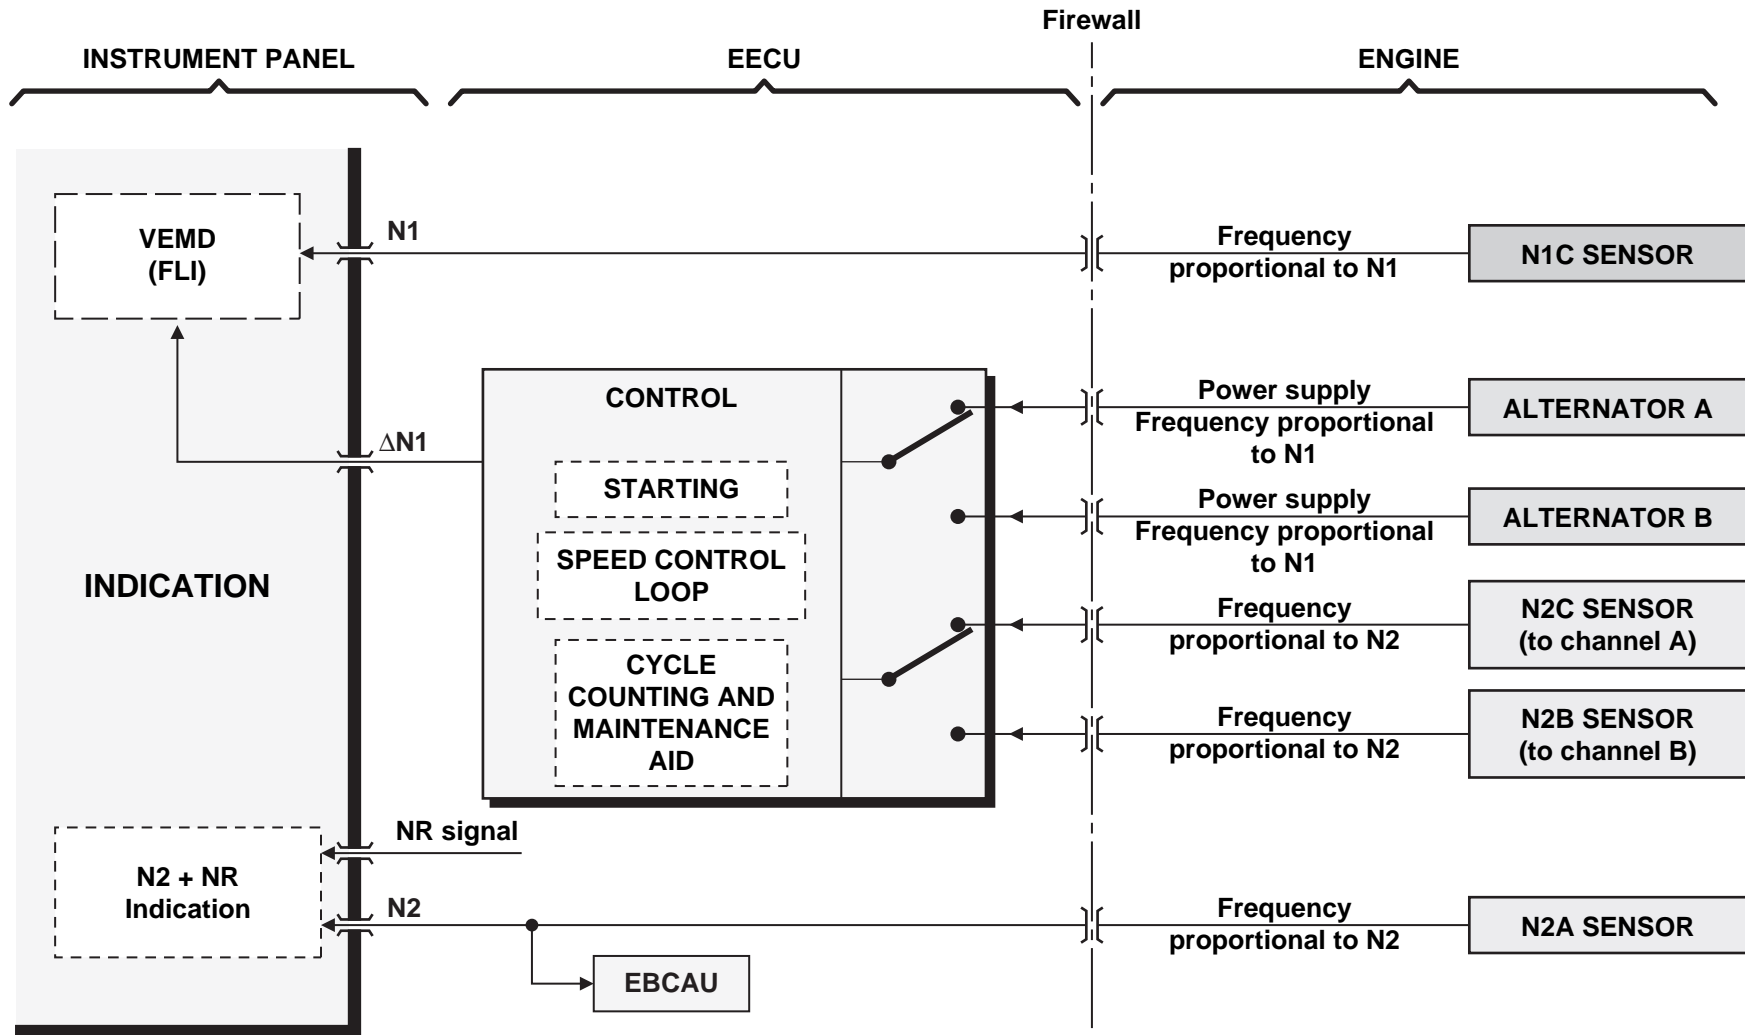 Firewall
INSTRUMENT PANEL
EECU
ENGINE
VEMD
(FLI)
N1
Frequency
proportional to N1
N1C SENSOR
CONTROL
Power supply
Frequency proportional
to N1
ALTERNATOR A
∆N1
STARTING
Power supply
Frequency proportional
to N1
ALTERNATOR B
INDICATION
SPEED CONTROL
LOOP
Frequency
proportional to N2
N2C SENSOR
(to channel A)
CYCLE
COUNTING AND
MAINTENANCE
AID
Frequency
proportional to N2
N2B SENSOR
(to channel B)
NR signal
N2 + NR
Indication
N2
Frequency
proportional to N2
N2A SENSOR
EBCAU